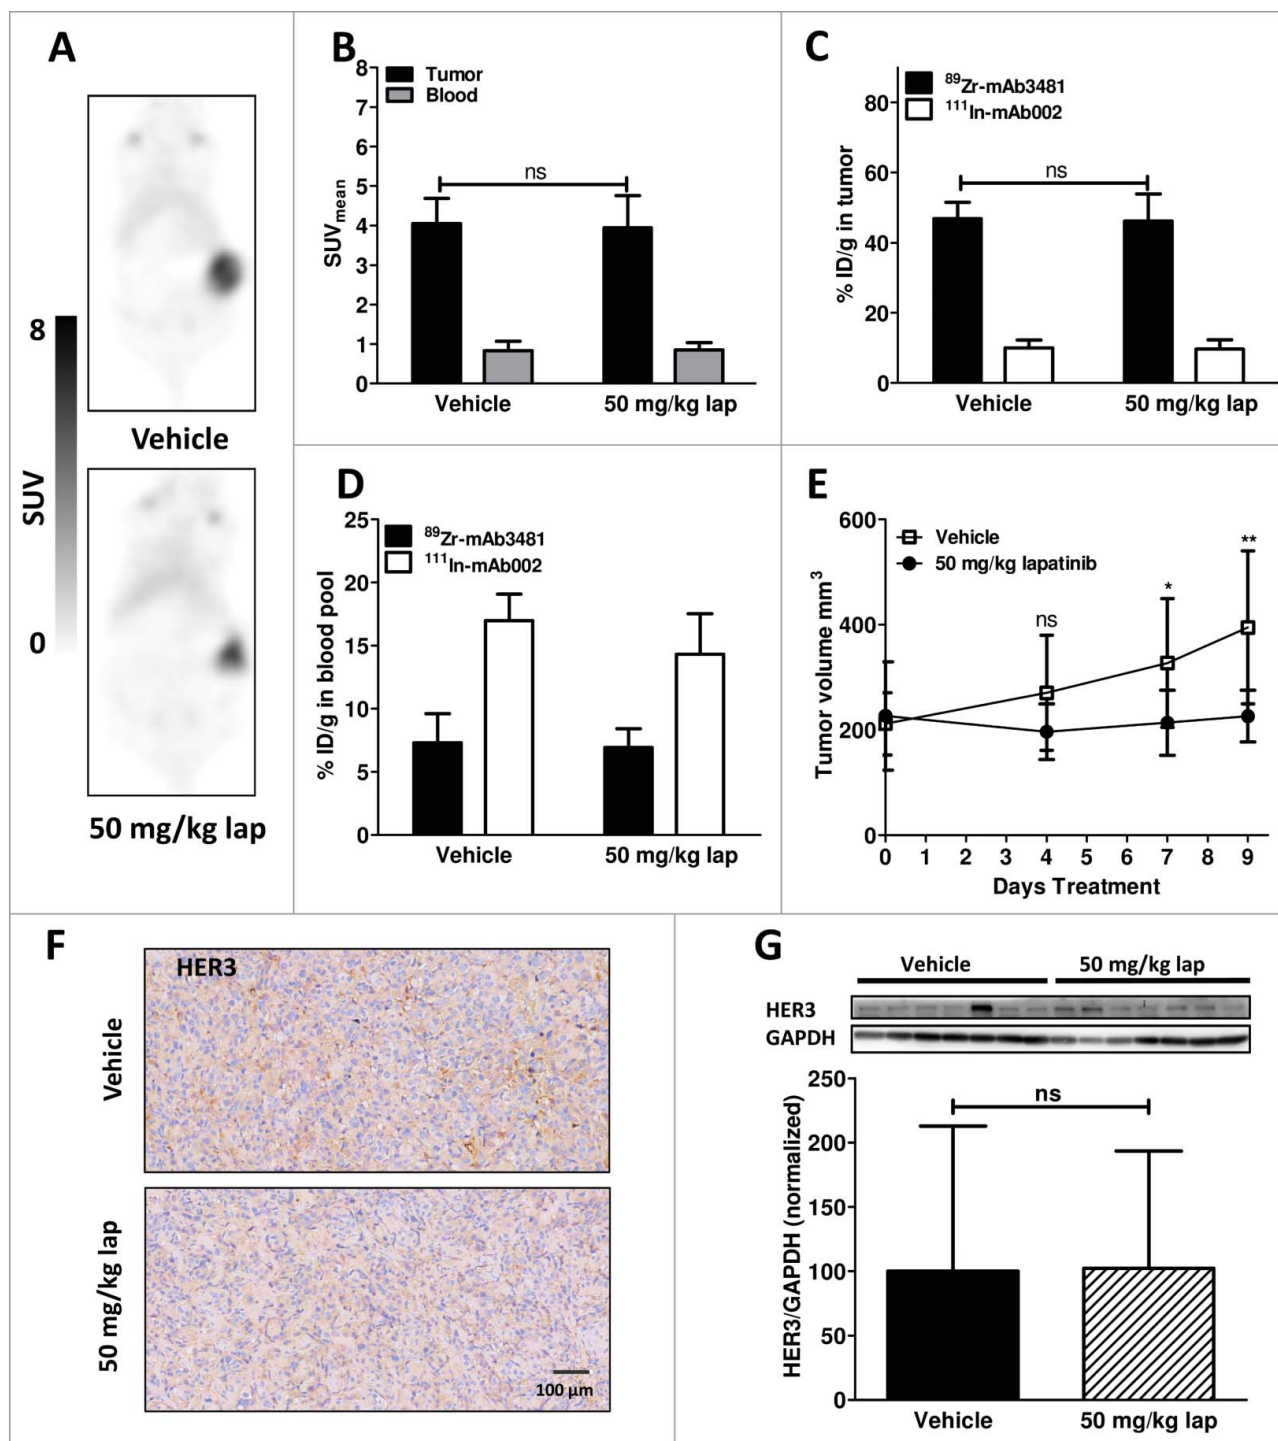 A
8
SUV
0
Vehicle
50 mg/kg lap
B
Tumor
Blood
8
7
6
5
4
3
2
1
0
SUVmean
ns
Vehicle
50 mg/kg lap
C
89Zr-mAb3481
111In-mAb002
80
60
40
20
0
% ID/g in tumor
ns
Vehicle
50 mg/kg lap
D
89Zr-mAb3481
111In-mAb002
25
20
15
10
5
0
% ID/g in blood pool
Vehicle
50 mg/kg lap
E
Vehicle
50 mg/kg lapatinib
600
400
200
0
Tumor volume mm3
ns
*
**
0 1 2 3 4 5 6 7 8 9
Days Treatment
F
HER3
Vehicle
50 mg/kg lap
100 µm
G
Vehicle 50 mg/kg lap
HER3
GAPDH
250
200
150
100
50
0
HER3/GAPDH (normalized)
ns
Vehicle
50 mg/kg lap